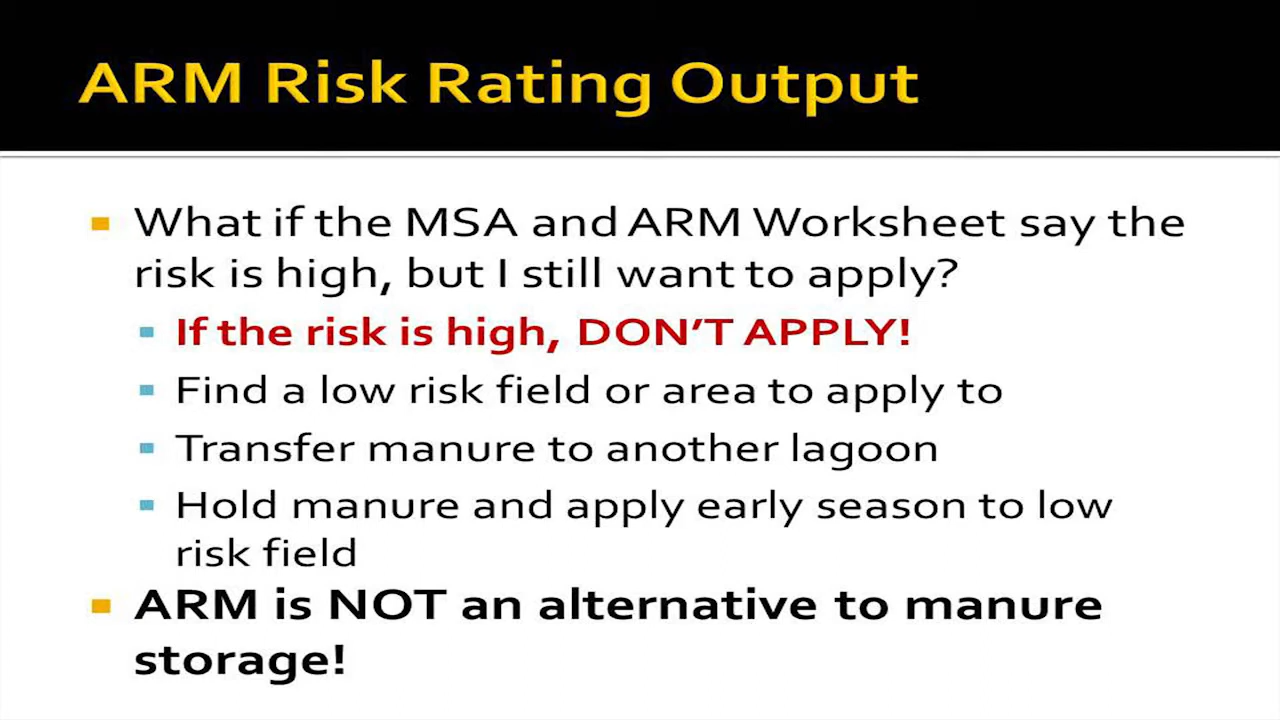 ARM Risk Rating Output
What if the MSA and ARM Worksheet say the
risk is high, but I still want to apply?
If the risk is high, DON'T APPLY!
Find a low risk field or area to apply to
Transfer manure to another lagoon
Hold manure and apply early season to low
risk field
ARM is NOT an alternative to manure
storage!